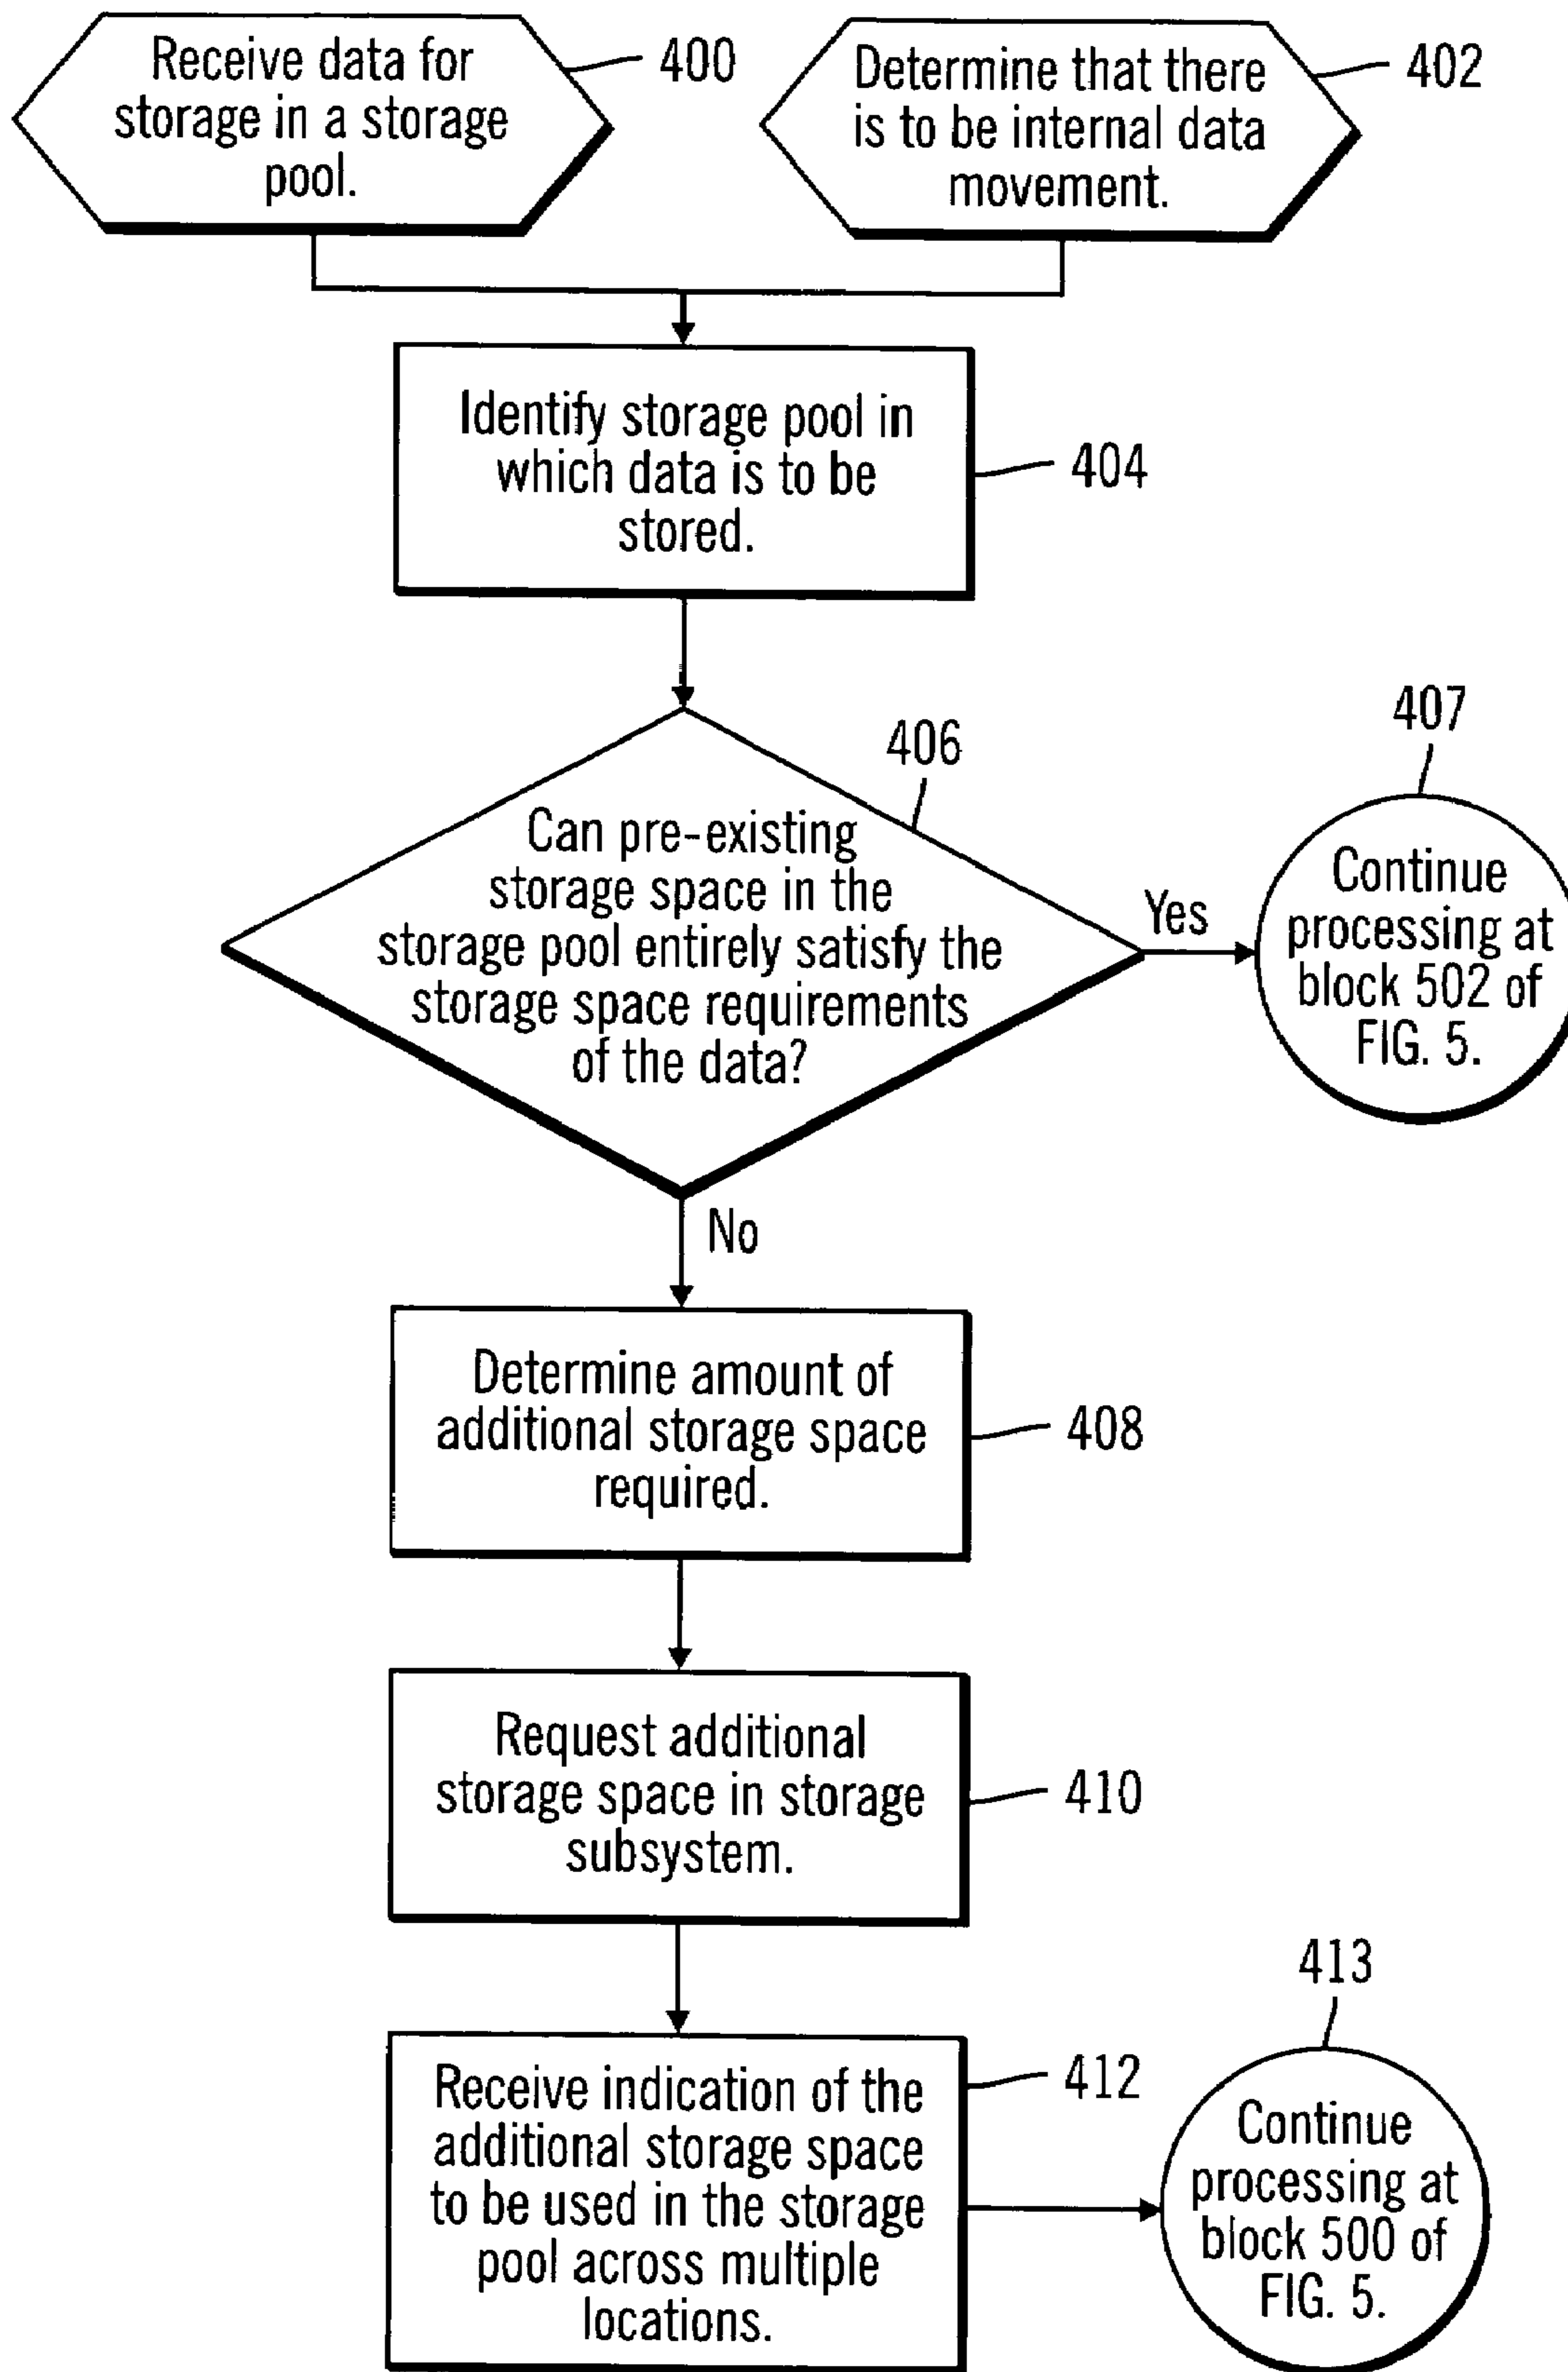 Receive data for
storage in a storage
pool.
400
Determine that there
is to be internal data
movement.
402
Identify storage pool in
which data is to be
stored.
404
406
Can pre-existing
storage space in the
storage pool entirely satisfy the
storage space requirements
of the data?
Yes
407
Continue
processing at
block 502 of
FIG. 5.
No
Determine amount of
additional storage space
required.
408
Request additional
storage space in storage
subsystem.
410
Receive indication of the
additional storage space
to be used in the storage
pool across multiple
locations.
412
413
Continue
processing at
block 500 of
FIG. 5.